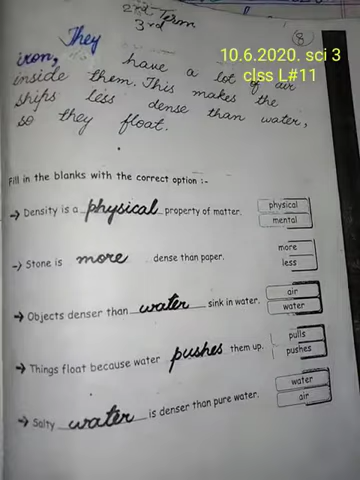 2nd Term
3rd
8
They
iron, have a lot of air
inside them. This makes the
ships less dense than water,
so they float.
10.6.2020. sci 3
clss L#11
Fill in the blanks with the correct option :-
→ Density is a physical property of matter.
physical
mental
→ Stone is more dense than paper.
more
less
→ Objects denser than water sink in water.
air
water
→ Things float because water pushes them up.
pulls
pushes
→ Salty water is denser than pure water.
water
air